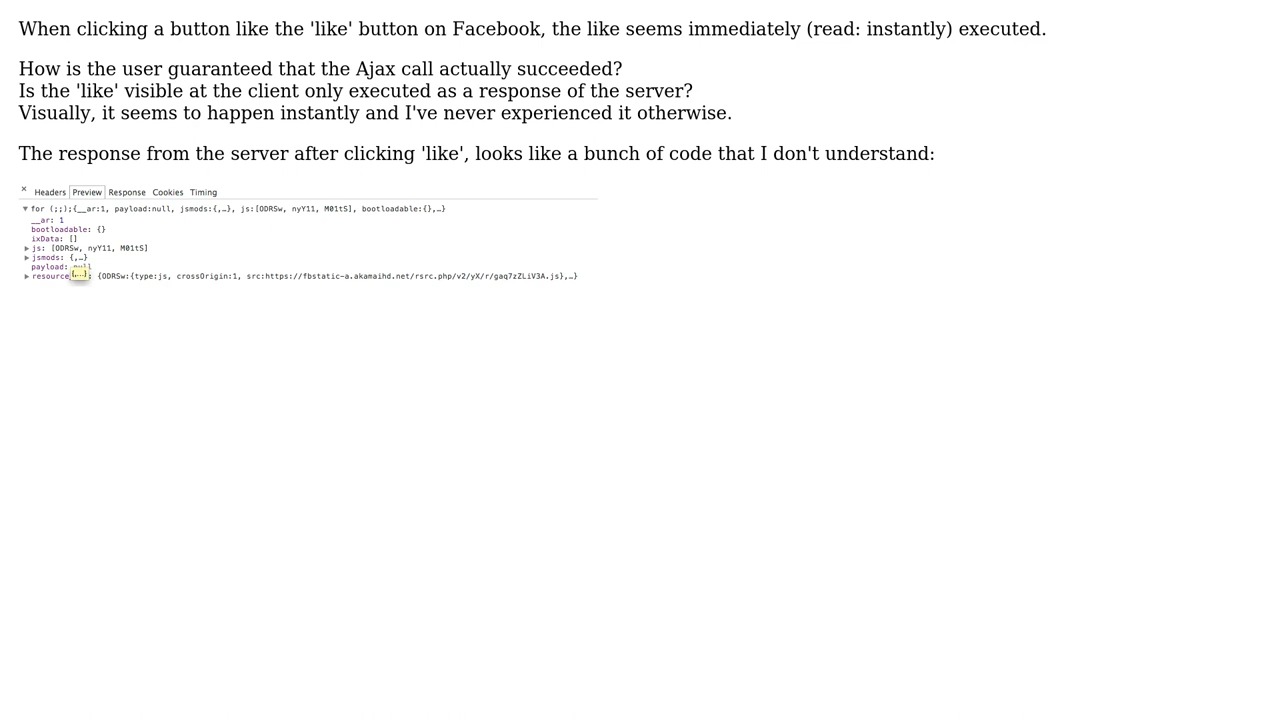 When clicking a button like the 'like' button on Facebook, the like seems immediately (read: instantly) executed.
How is the user guaranteed that the Ajax call actually succeeded?
Is the 'like' visible at the client only executed as a response of the server?
Visually, it seems to happen instantly and I've never experienced it otherwise.
The response from the server after clicking 'like', looks like a bunch of code that I don't understand:
× Headers Preview Response Cookies Timing
▼ for (;;);{__ar:1, payload:null, jsmods:{,…}, js:[ODRSw, nyY11, M01tS], bootloadable:{},…}
__ar: 1
bootloadable: {}
ixData: []
▶ js: [ODRSw, nyY11, M01tS]
▶ jsmods: {,…}
payload: null
▶ resource : {ODRSw:{type:js, crossOrigin:1, src:https://fbstatic-a.akamaihd.net/rsrc.php/v2/yX/r/gaq7zZLiV3A.js},…}
{,…}